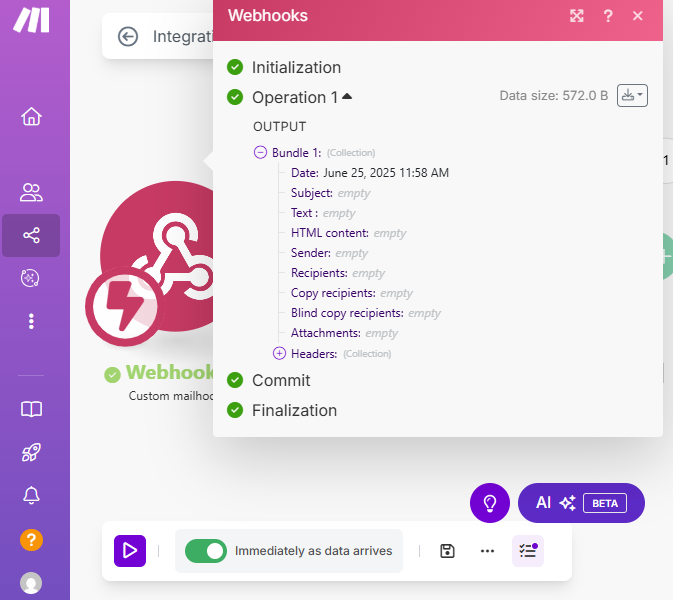 Webhooks
?
Integrati
Initialization
Operation 1
Data size: 572.0 B
OUTPUT
Bundle 1: (Collection)
Date: June 25, 2025 11:58 AM
Subject: empty
Text : empty
HTML content: empty
Sender: empty
Recipients: empty
Copy recipients: empty
Blind copy recipients: empty
Attachments: empty
Headers: (Collection)
1
Webhook
Custom mailhoo
Commit
Finalization
AI BETA
Immediately as data arrives
?